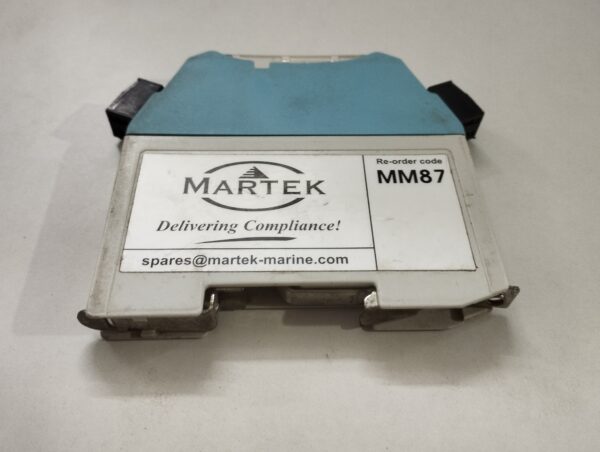 MARTEK
Delivering Compliance!
spares@martek-marine.com
Re-order code
MM87